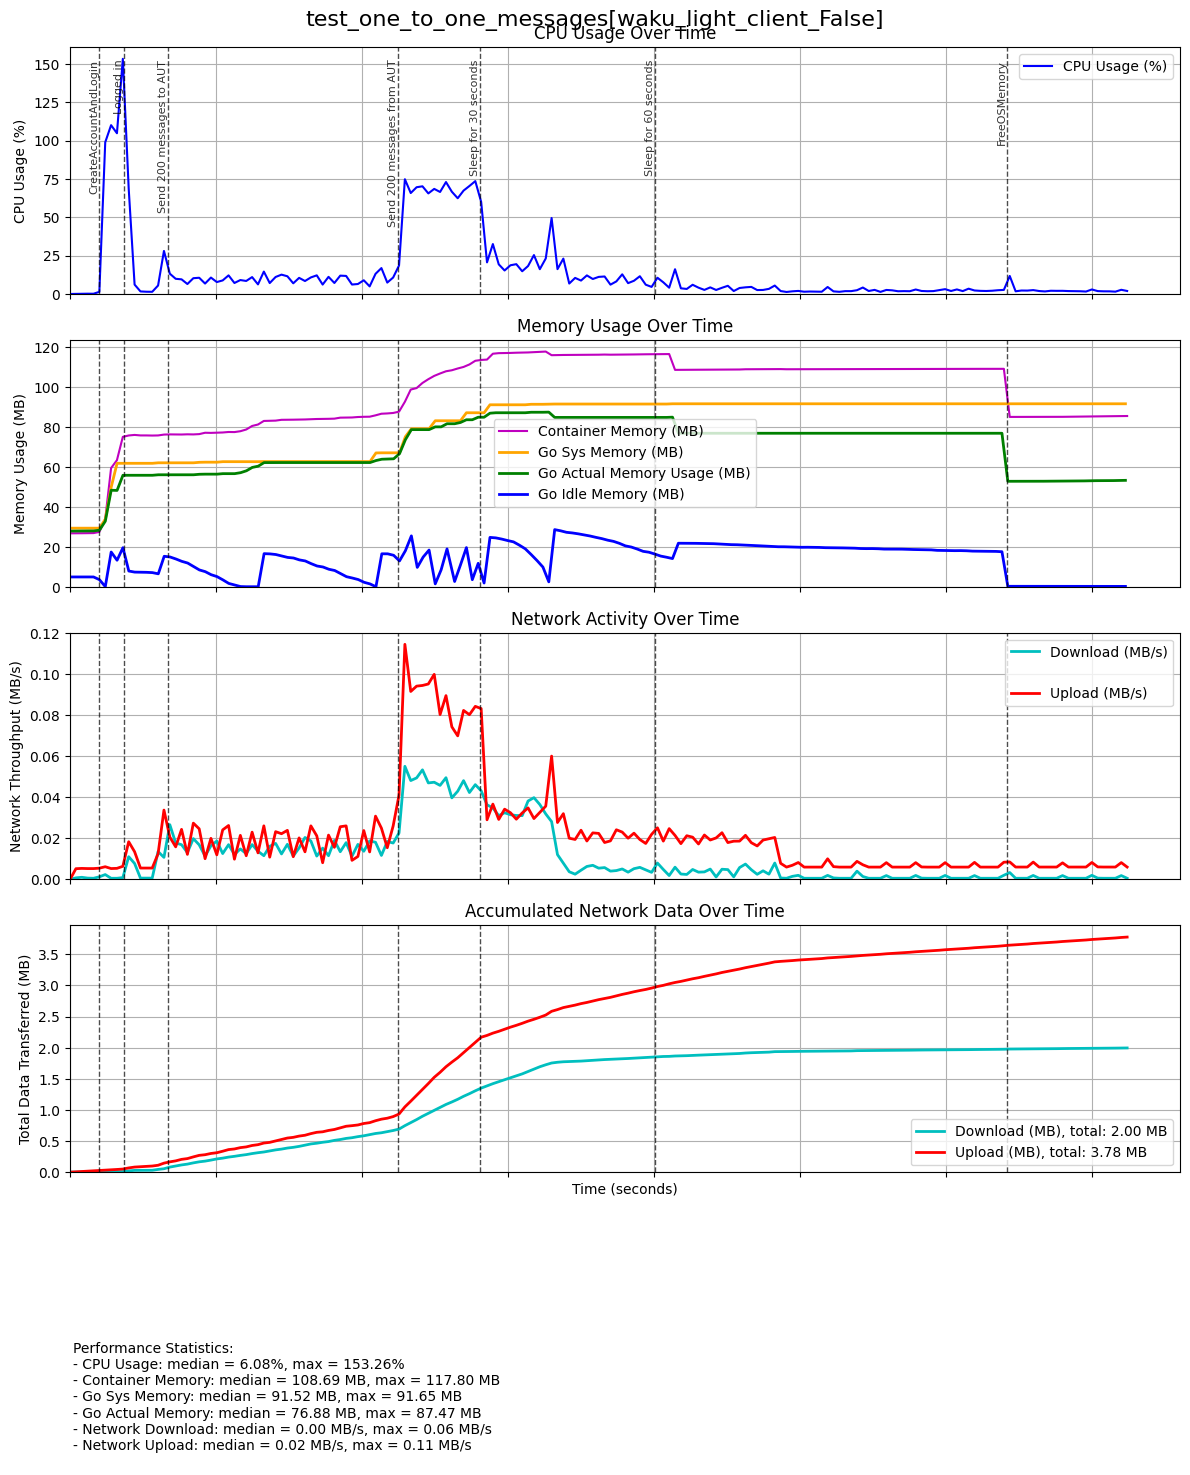 test_one_to_one_messages[waku_light_client_False]
CPU Usage Over Time
CPU Usage (%)
150
125
100
75
50
25
0
CreateAccountAndLogin
Logged in
Send 200 messages to AUT
Send 200 messages from AUT
Sleep for 30 seconds
Sleep for 60 seconds
FreeOSMemory
CPU Usage (%)
Memory Usage Over Time
Memory Usage (MB)
120
100
80
60
40
20
0
Container Memory (MB)
Go Sys Memory (MB)
Go Actual Memory Usage (MB)
Go Idle Memory (MB)
Network Activity Over Time
Network Throughput (MB/s)
0.12
0.10
0.08
0.06
0.04
0.02
0.00
Download (MB/s)
Upload (MB/s)
Accumulated Network Data Over Time
Total Data Transferred (MB)
3.5
3.0
2.5
2.0
1.5
1.0
0.5
0.0
Download (MB), total: 2.00 MB
Upload (MB), total: 3.78 MB
Time (seconds)
Performance Statistics:
- CPU Usage: median = 6.08%, max = 153.26%
- Container Memory: median = 108.69 MB, max = 117.80 MB
- Go Sys Memory: median = 91.52 MB, max = 91.65 MB
- Go Actual Memory: median = 76.88 MB, max = 87.47 MB
- Network Download: median = 0.00 MB/s, max = 0.06 MB/s
- Network Upload: median = 0.02 MB/s, max = 0.11 MB/s